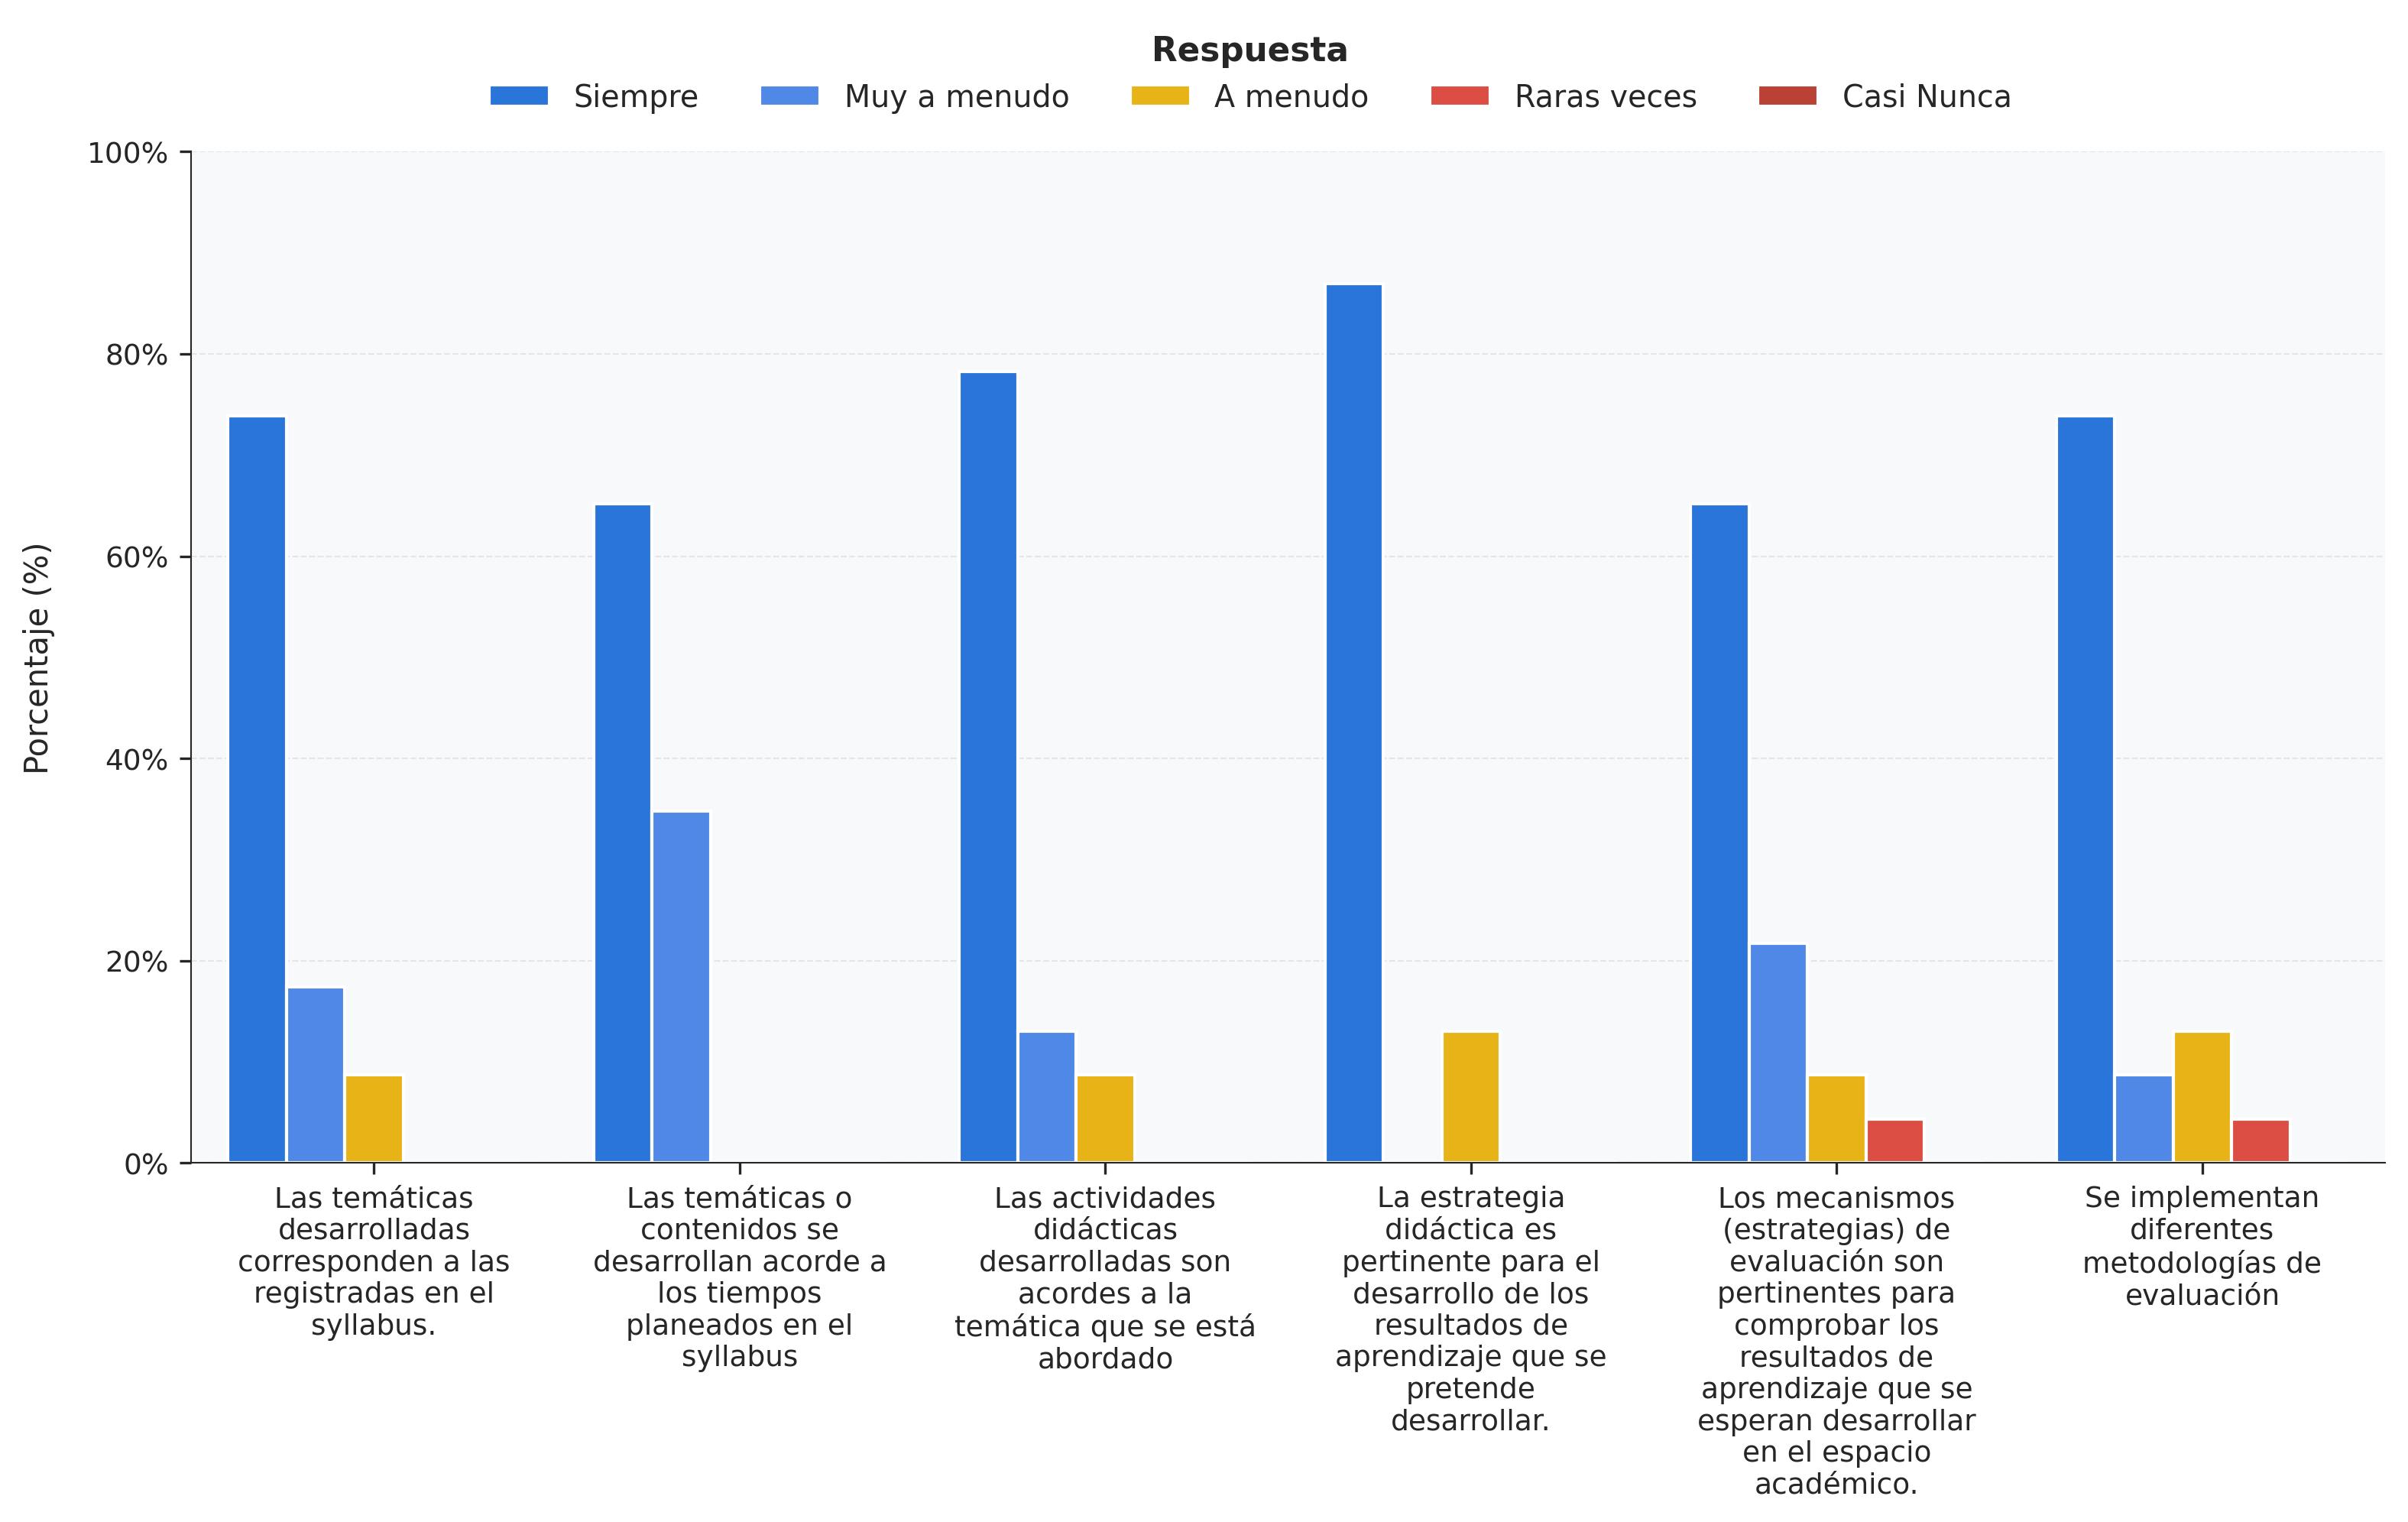 Respuesta
Siempre
Muy a menudo
A menudo
Raras veces
Casi Nunca
Porcentaje (%)
100%
80%
60%
40%
20%
0%
Las temáticas
desarrolladas
corresponden a las
registradas en el
syllabus.
Las temáticas o
contenidos se
desarrollan acorde a
los tiempos
planeados en el
syllabus
Las actividades
didácticas
desarrolladas son
acordes a la
temática que se está
abordado
La estrategia
didáctica es
pertinente para el
desarrollo de los
resultados de
aprendizaje que se
pretende
desarrollar.
Los mecanismos
(estrategias) de
evaluación son
pertinentes para
comprobar los
resultados de
aprendizaje que se
esperan desarrollar
en el espacio
académico.
Se implementan
diferentes
metodologías de
evaluación